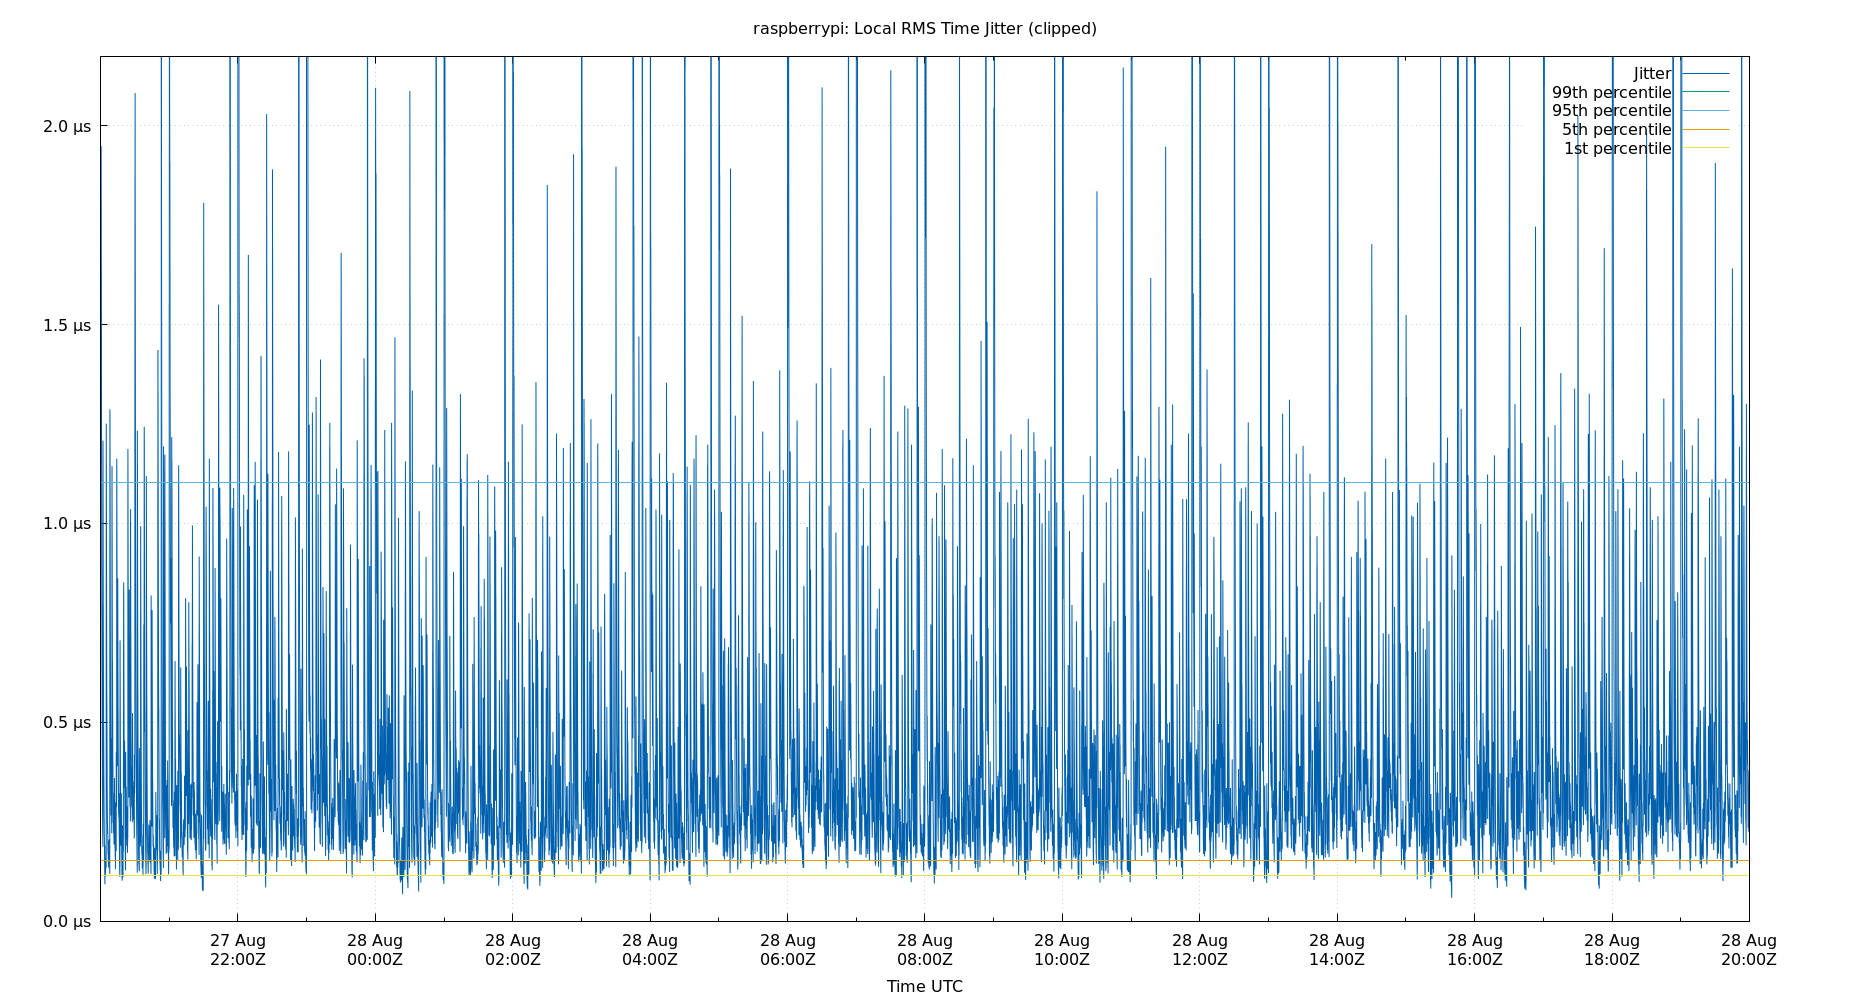 raspberrypi: Local RMS Time Jitter (clipped)
Jitter
99th percentile
95th percentile
5th percentile
1st percentile
2.0 µs
1.5 µs
1.0 µs
0.5 µs
0.0 µs
27 Aug 28 Aug 28 Aug 28 Aug 28 Aug 28 Aug 28 Aug 28 Aug 28 Aug 28 Aug 28 Aug 28 Aug
22:00Z 00:00Z 02:00Z 04:00Z 06:00Z 08:00Z 10:00Z 12:00Z 14:00Z 16:00Z 18:00Z 20:00Z
Time UTC